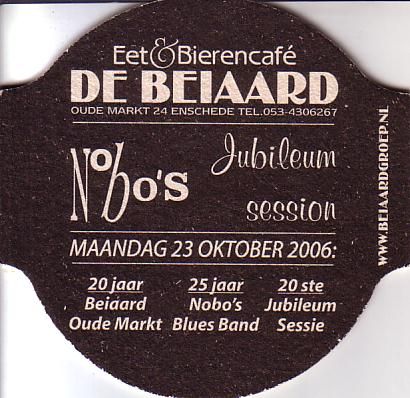 Eet&Bierencafé
DE BEIAARD
OUDE MARKT 24 ENSCHEDE TEL.053-4306267
Nobo's Jubileum
session
MAANDAG 23 OKTOBER 2006:
20 jaar 25 jaar 20 ste
Beiaard Nobo's Jubileum
Oude Markt Blues Band Sessie
WWW.BEIAARDGROEP.NL